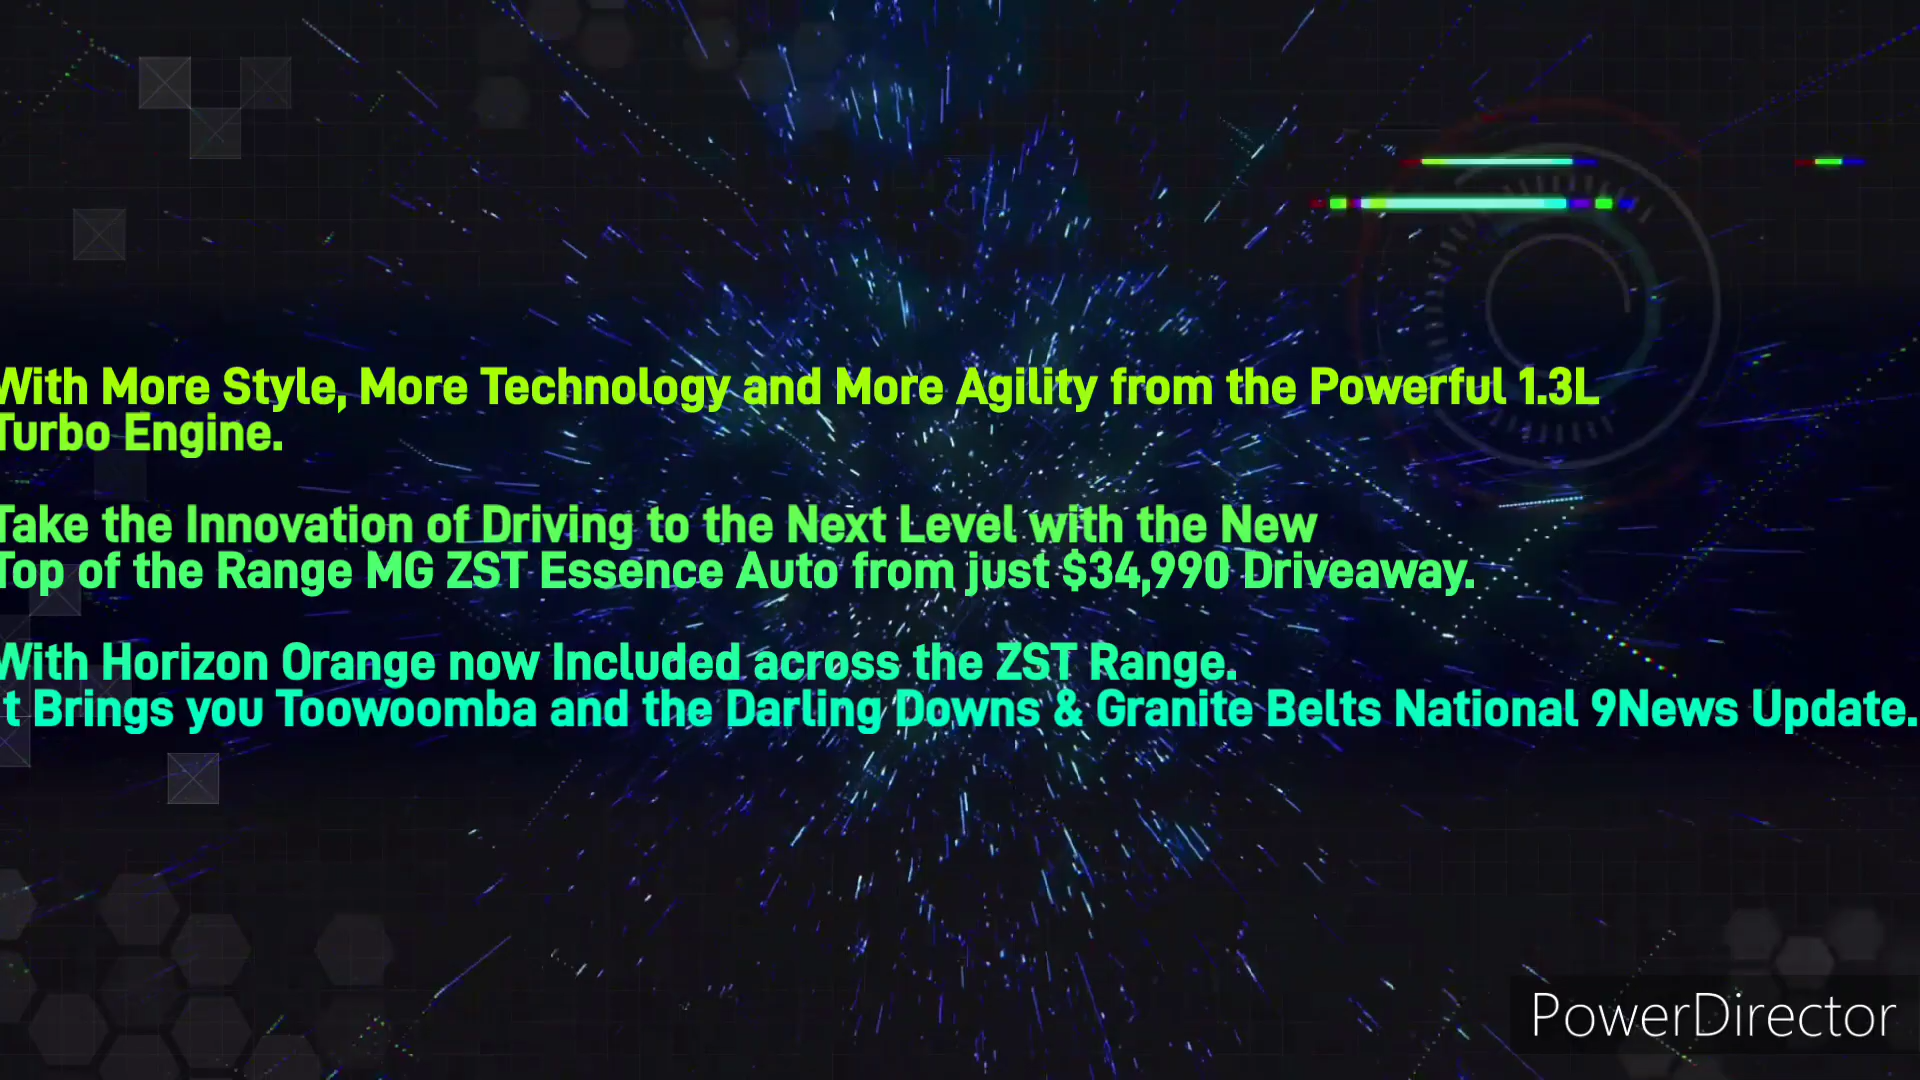 With More Style, More Technology and More Agility from the Powerful 1.3L
Turbo Engine.
Take the Innovation of Driving to the Next Level with the New
Top of the Range MG ZST Essence Auto from just $34,990 Driveaway.
With Horizon Orange now Included across the ZST Range.
t Brings you Toowoomba and the Darling Downs & Granite Belts National 9News Update.
PowerDirector